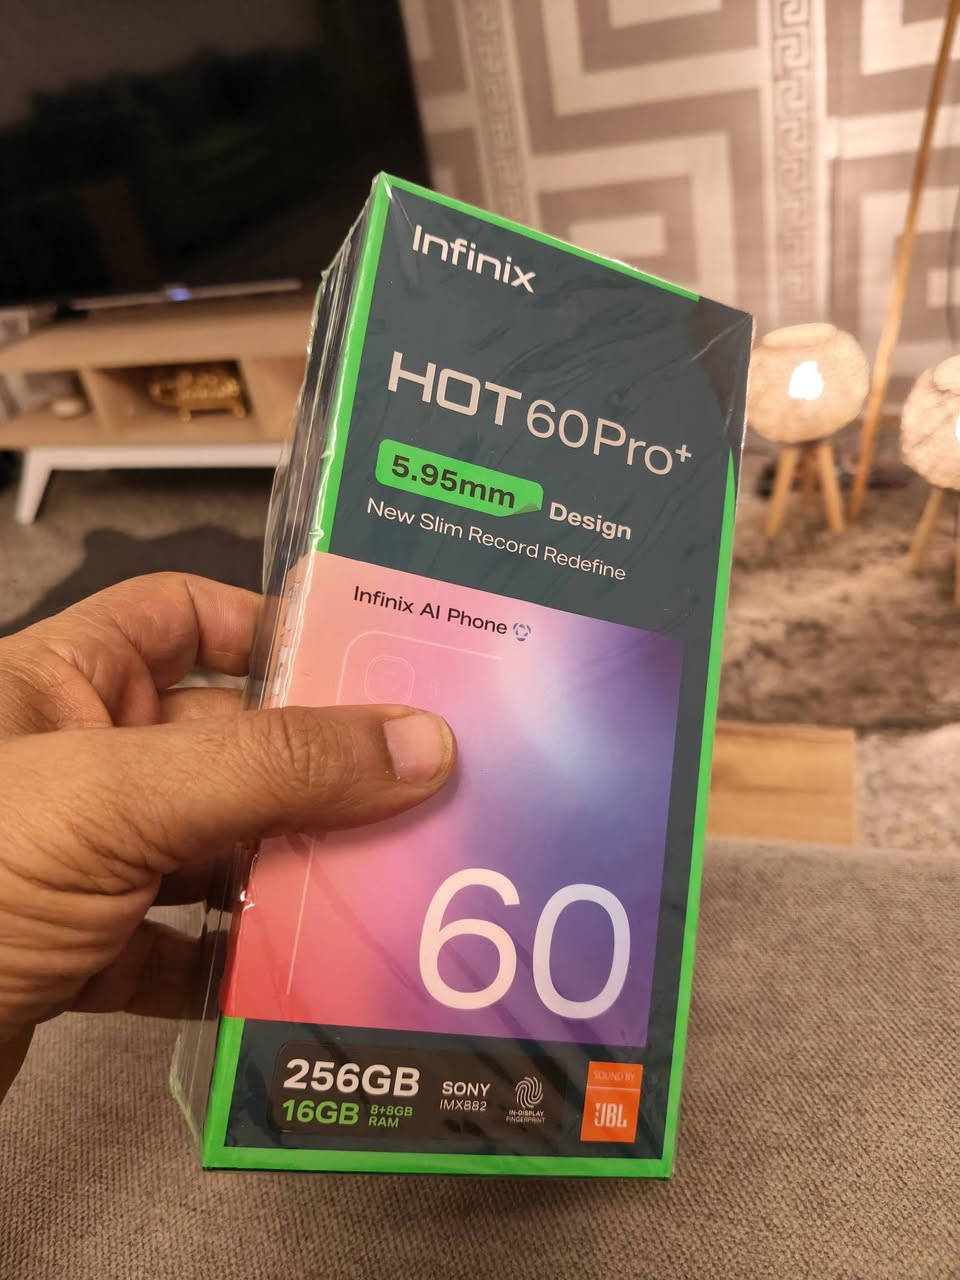 Infinix
HOT 60 Pro+
5.95mm Design
New Slim Record Redefine
Infinix AI Phone
60
256GB
16GB 8+8GB RAM
SONY
IMX882
IN-DISPLAY
FINGERPRINT
SOUND BY
JBL